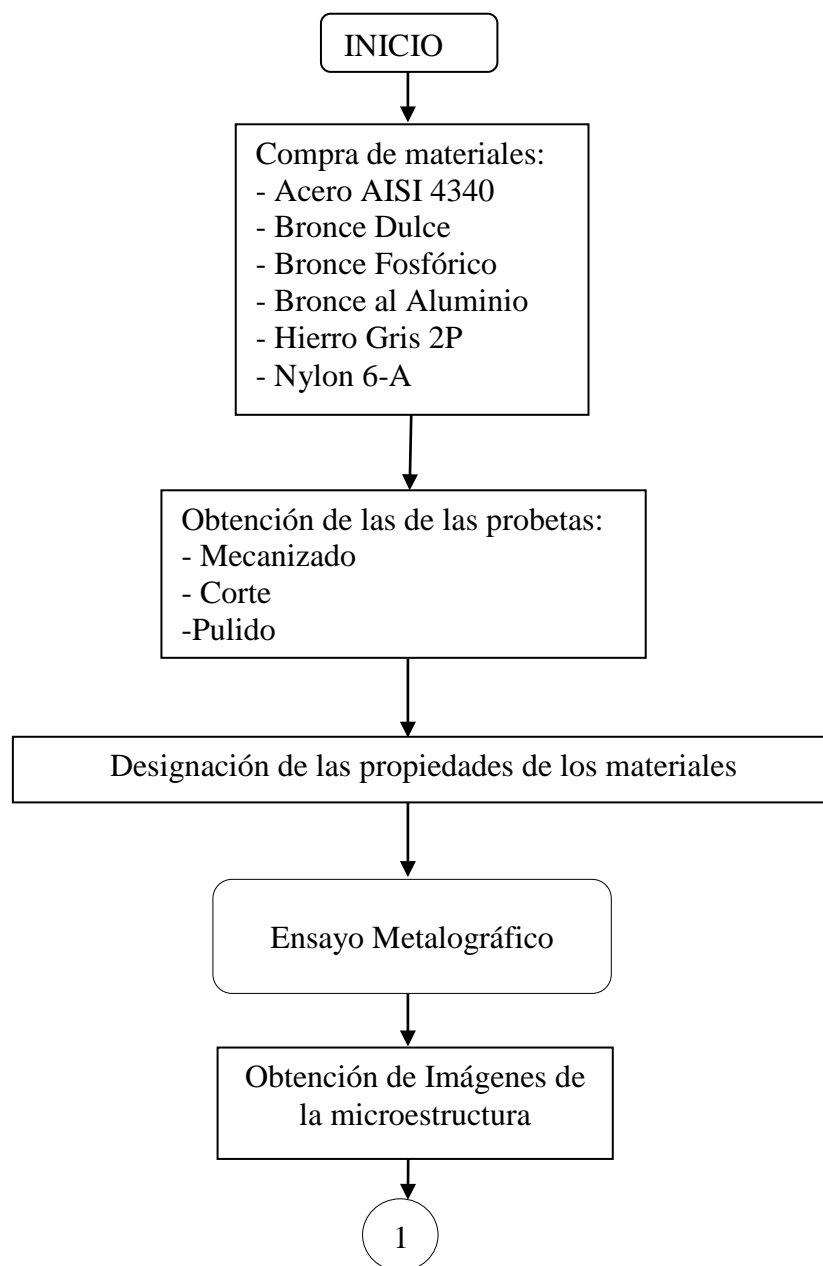 INICIO
Compra de materiales:
- Acero AISI 4340
- Bronce Dulce
- Bronce Fosfórico
- Bronce al Aluminio
- Hierro Gris 2P
- Nylon 6-A
Obtención de las de las probetas:
- Mecanizado
- Corte
-Pulido
Designación de las propiedades de los materiales
Ensayo Metalográfico
Obtención de Imágenes de
la microestructura
1